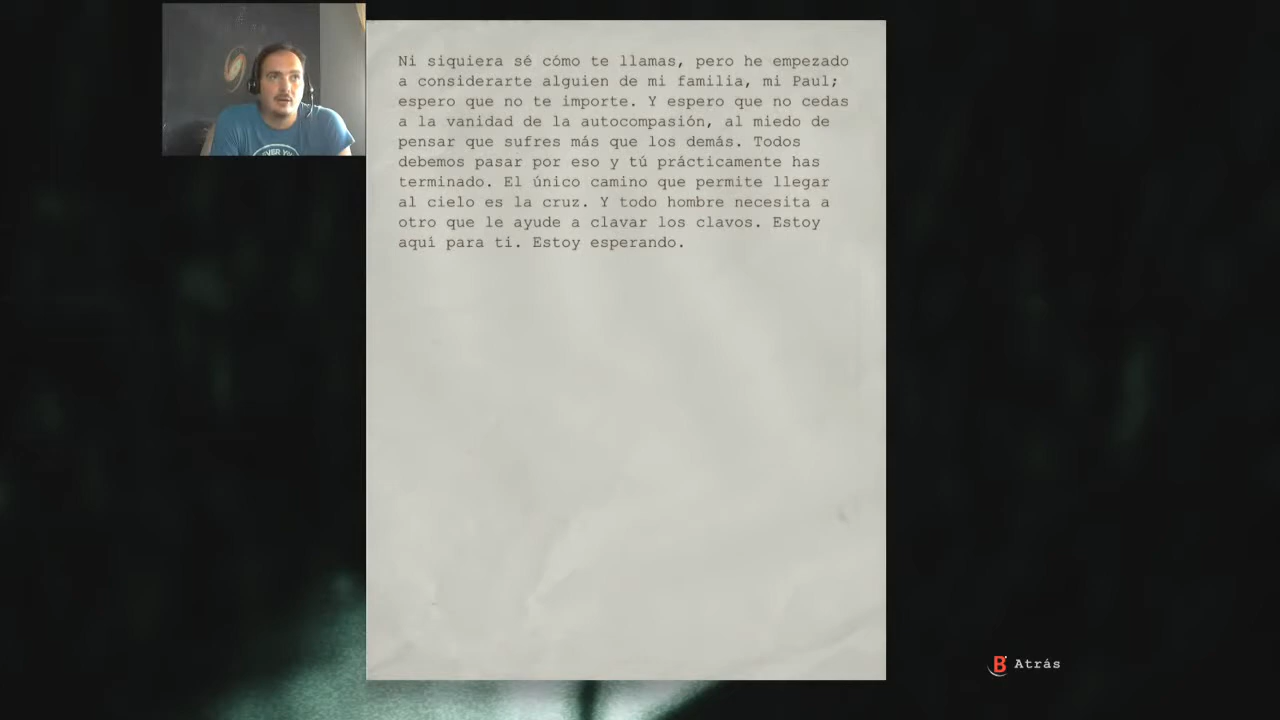 Ni siquiera sé cómo te llamas, pero he empezado
a considerarte alguien de mi familia, mi Paul;
espero que no te importe. Y espero que no cedas
a la vanidad de la autocompasión, al miedo de
pensar que sufres más que los demás. Todos
debemos pasar por eso y tú prácticamente has
terminado. El único camino que permite llegar
al cielo es la cruz. Y todo hombre necesita a
otro que le ayude a clavar los clavos. Estoy
aqui para ti. Estoy esperando.
B Atrás